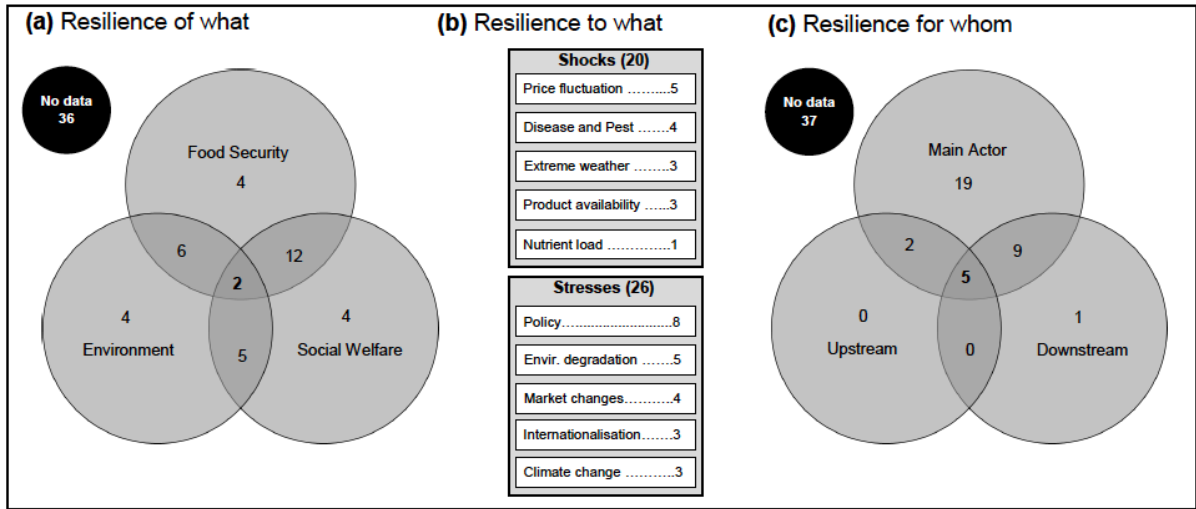 (a) Resilience of what
No data
36
Food Security
4
6
12
2
4
4
Environment
5
Social Welfare
(b) Resilience to what
Shocks (20)
Price fluctuation ……....5
Disease and Pest …….4
Extreme weather ……..3
Product availability …...3
Nutrient load …………..1
Stresses (26)
Policy….......................8
Envir. degradation …...5
Market changes………..4
Internationalisation…….3
Climate change ………..3
(c) Resilience for whom
No data
37
Main Actor
19
2
9
5
0
1
Upstream
0
Downstream